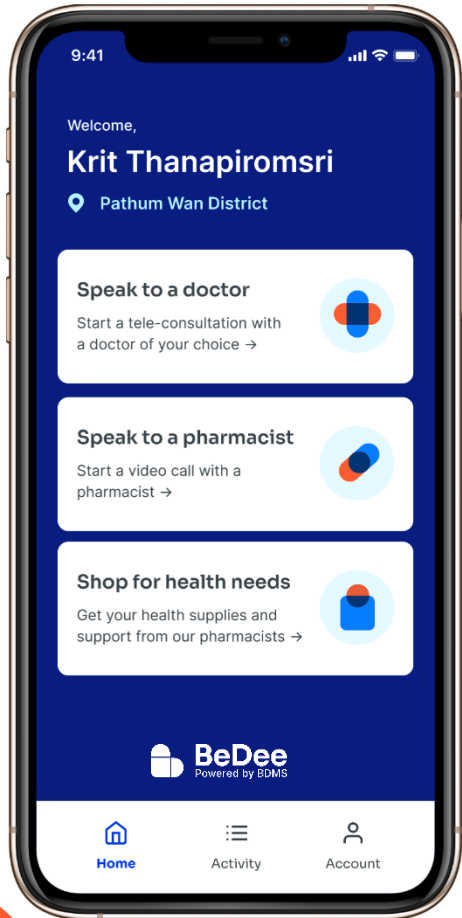 9:41
Welcome,
Krit Thanapiromsri
Pathum Wan District
Speak to a doctor
Start a tele-consultation with
a doctor of your choice →
Speak to a pharmacist
Start a video call with a
pharmacist →
Shop for health needs
Get your health supplies and
support from our pharmacists →
BeDee
Powered by BDMS
Home
Activity
Account